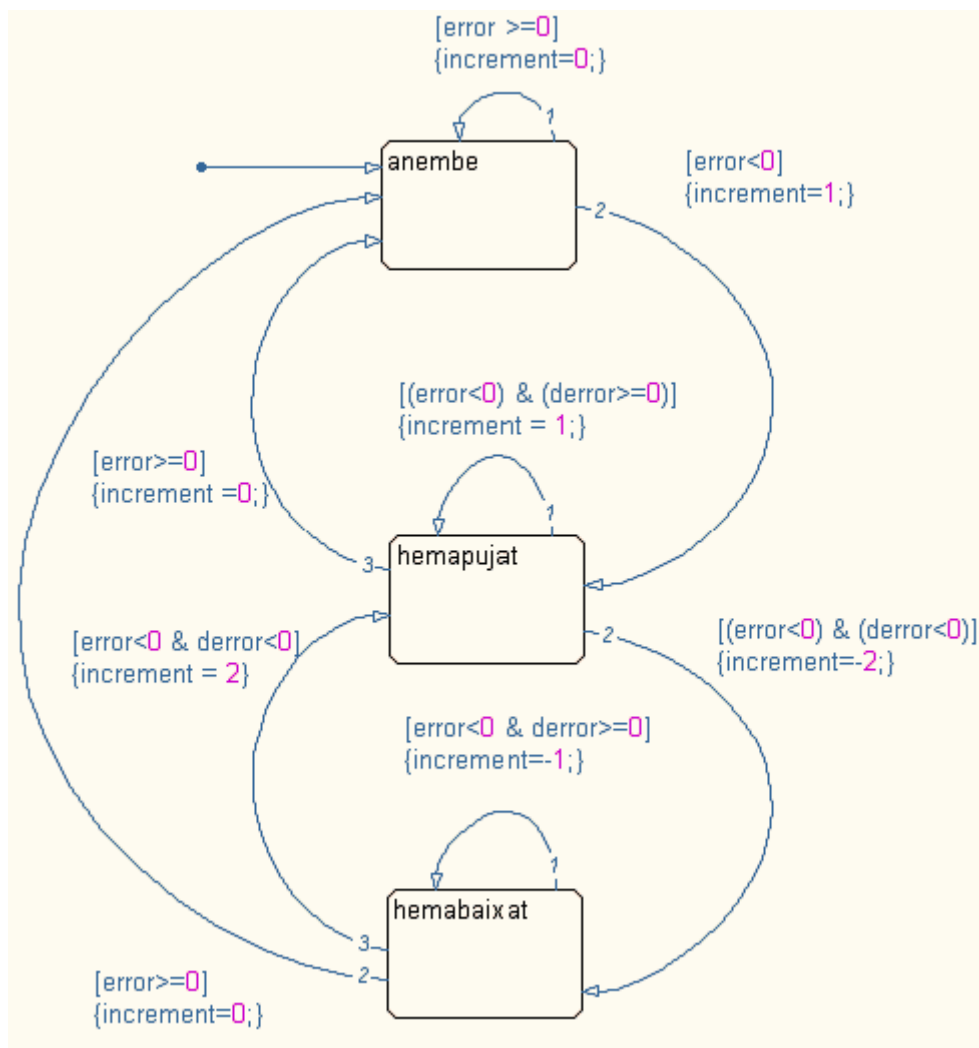 [error >=0]
{increment=0;}
1
anembe
[error<0]
{increment=1;}
2
[(error<0) & (derror>=0)]
{increment = 1;}
[error>=0]
{increment =0;}
1
hemapujat
3
2
[(error<0) & (derror<0)]
{increment=-2;}
[error<0 & derror<0]
{increment = 2}
[error<0 & derror>=0]
{increment=-1;}
1
hemabaixat
3
2
[error>=0]
{increment=0;}